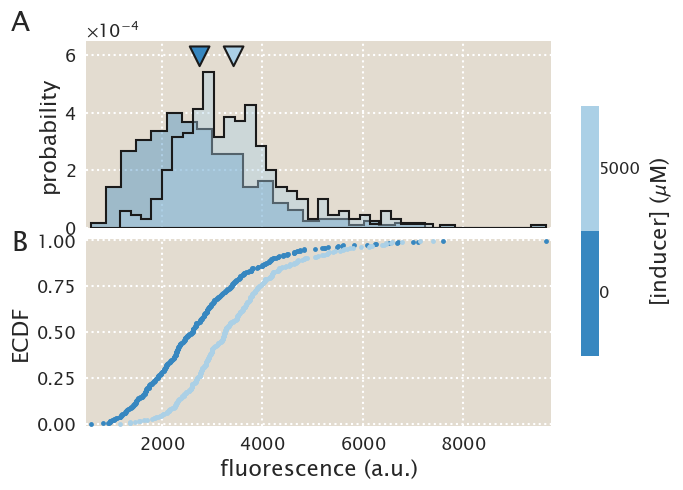 A
×10⁻⁴
6
4
2
0
probability
B
1.00
0.75
0.50
0.25
0.00
ECDF
2000 4000 6000 8000
fluorescence (a.u.)
5000
0
[inducer] (μM)